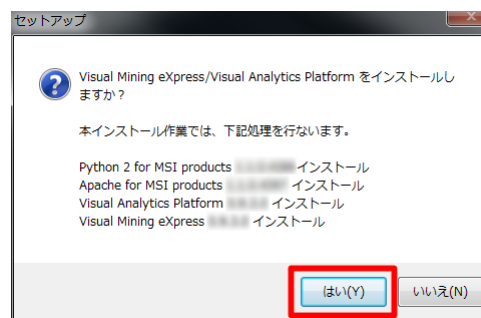 セットアップ
Visual Mining eXpress/Visual Analytics Platform をインストールし
ますか？
本インストール作業では、下記処理を行ないます。
Python 2 for MSI products インストール
Apache for MSI products インストール
Visual Analytics Platform インストール
Visual Mining eXpress インストール
はい(Y)
いいえ(N)